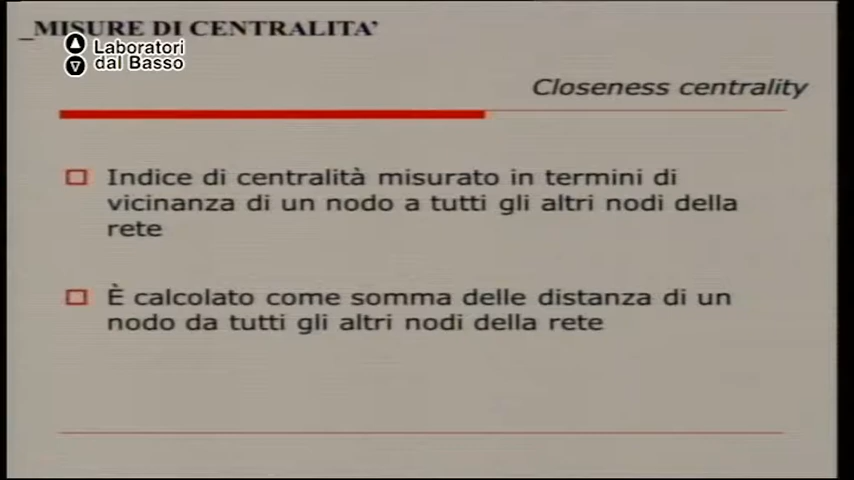 _MISURE DI CENTRALITA’
Laboratori
dal Basso
Closeness centrality
Indice di centralità misurato in termini di
vicinanza di un nodo a tutti gli altri nodi della
rete
È calcolato come somma delle distanza di un
nodo da tutti gli altri nodi della rete